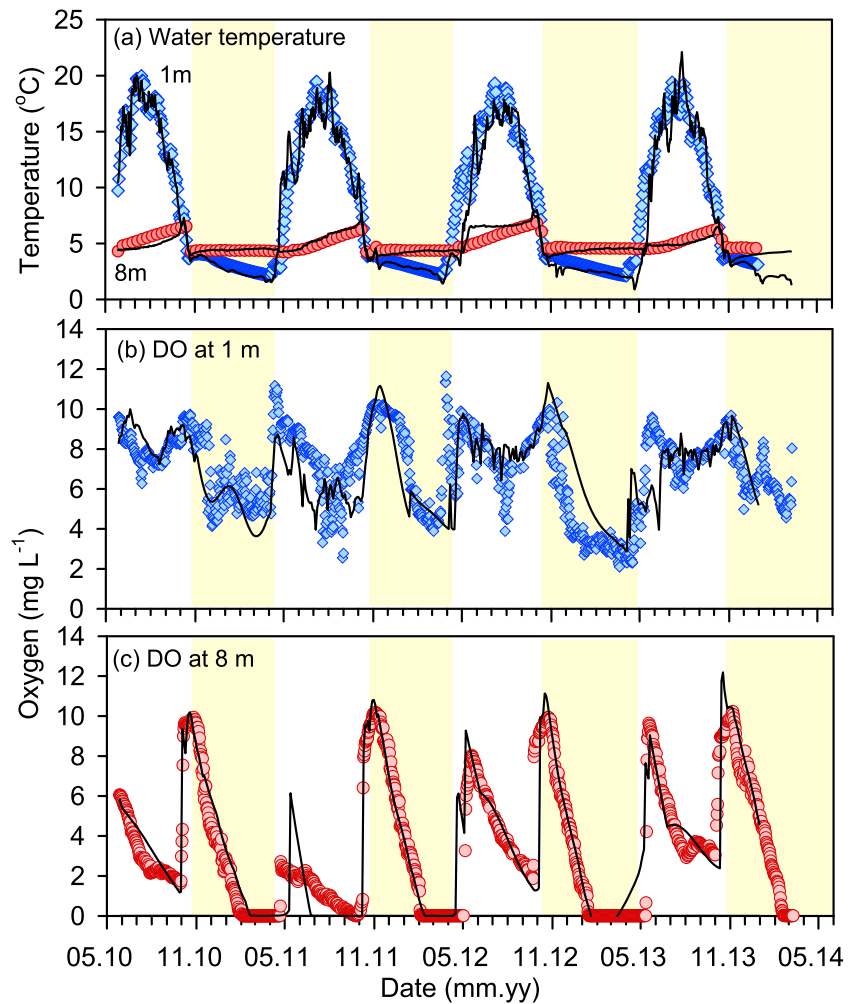 25
20
15
10
5
0
Temperature (°C)
(a) Water temperature
1m
8m
14
12
10
8
6
4
2
0
(b) DO at 1 m
Oxygen (mg L⁻¹)
14
12
10
8
6
4
2
0
(c) DO at 8 m
05.10 11.10 05.11 11.11 05.12 11.12 05.13 11.13 05.14
Date (mm.yy)